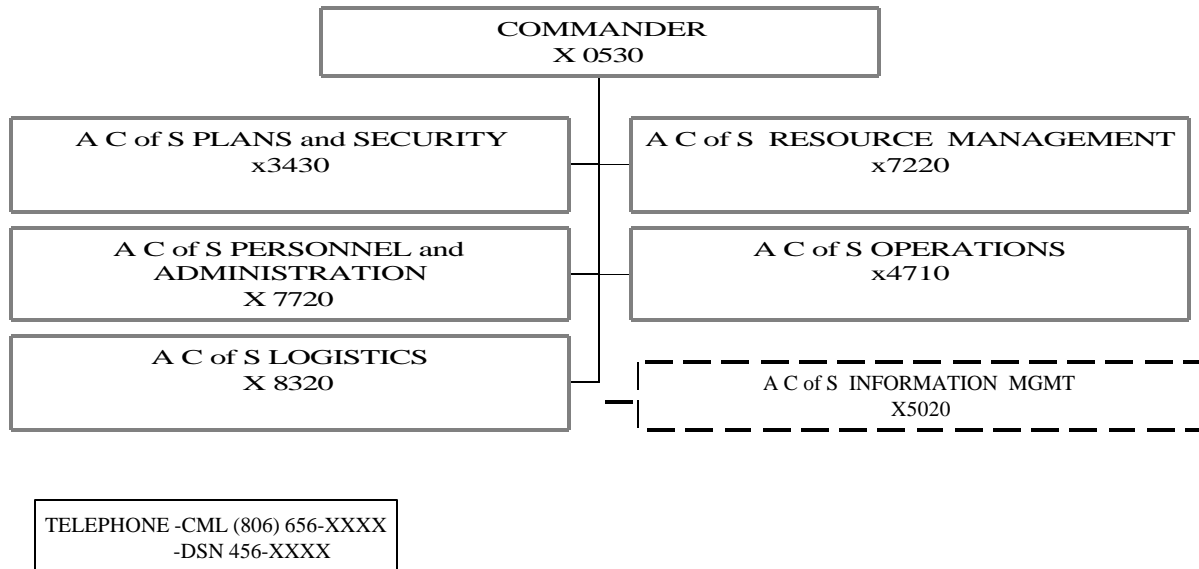 COMMANDER
X 0530
A C of S PLANS and SECURITY
x3430
A C of S RESOURCE MANAGEMENT
x7220
A C of S PERSONNEL and
ADMINISTRATION
X 7720
A C of S OPERATIONS
x4710
A C of S LOGISTICS
X 8320
A C of S INFORMATION MGMT
X5020
TELEPHONE -CML (806) 656-XXXX
-DSN 456-XXXX